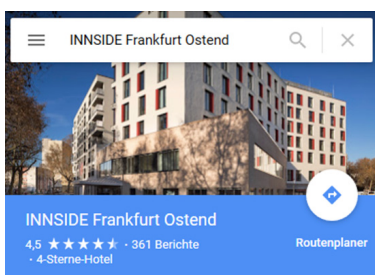 INNSIDE Frankfurt Ostend
INNSIDE Frankfurt Ostend
4,5 · 361 Berichte
Routenplaner
· 4-Sterne-Hotel